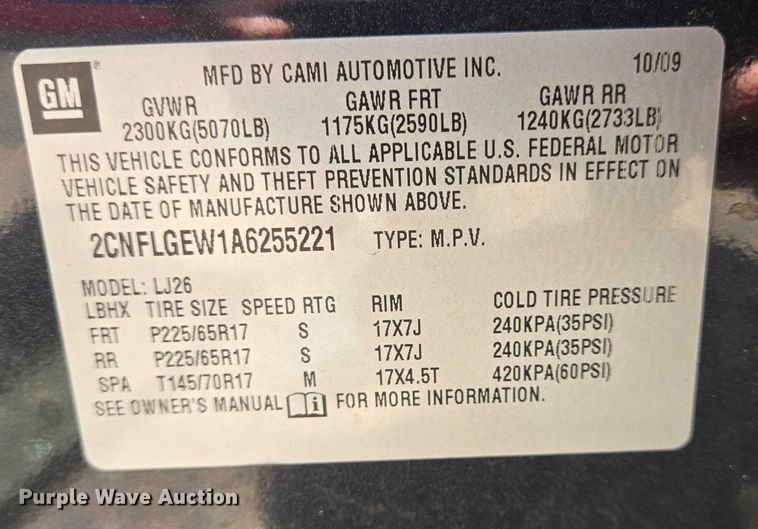 GM ® MFD BY CAMI AUTOMOTIVE INC. 10/09
GVWR GAWR FRT GAWR RR
2300KG(5070LB) 1175KG(2590LB) 1240KG(2733LB)
THIS VEHICLE CONFORMS TO ALL APPLICABLE U.S. FEDERAL MOTOR
VEHICLE SAFETY AND THEFT PREVENTION STANDARDS IN EFFECT ON
THE DATE OF MANUFACTURE SHOWN ABOVE.
2CNFLGEW1A6255221 TYPE: M.P.V.
MODEL: LJ26
LBHX TIRE SIZE SPEED RTG RIM COLD TIRE PRESSURE
FRT P225/65R17 S 17X7J 240KPA(35PSI)
RR P225/65R17 S 17X7J 240KPA(35PSI)
SPA T145/70R17 M 17X4.5T 420KPA(60PSI)
SEE OWNER'S MANUAL i FOR MORE INFORMATION.
Purple Wave Auction